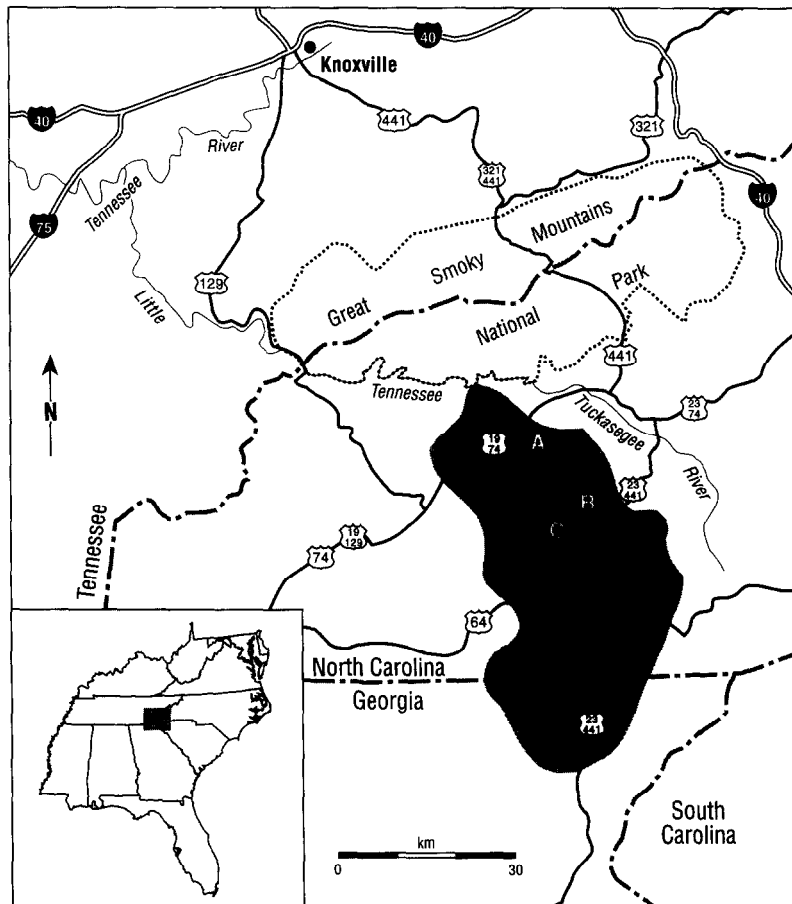 40
Knoxville
40
441
321
River
321
441
Tennessee
75
40
Mountains
Smoky
Park
129
Great
Little
National
441
N
Tennessee
Tuckasegee
23
74
19
74
A
River
23
441
B
C
Tennessee
19
129
74
64
North Carolina
Georgia
23
441
South
Carolina
km
0
30